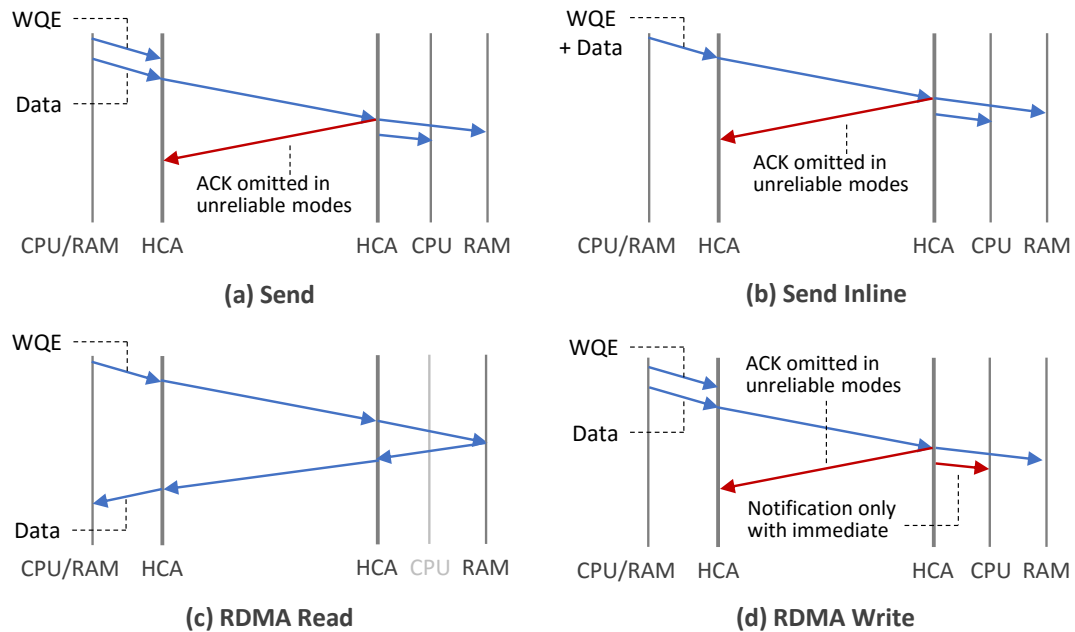 WQE
Data
ACK omitted in
unreliable modes
CPU/RAM HCA HCA CPU RAM
(a) Send
WQE
+ Data
ACK omitted in
unreliable modes
CPU/RAM HCA HCA CPU RAM
(b) Send Inline
WQE
Data
CPU/RAM HCA HCA CPU RAM
(c) RDMA Read
WQE
ACK omitted in
unreliable modes
Data
Notification only
with immediate
CPU/RAM HCA HCA CPU RAM
(d) RDMA Write